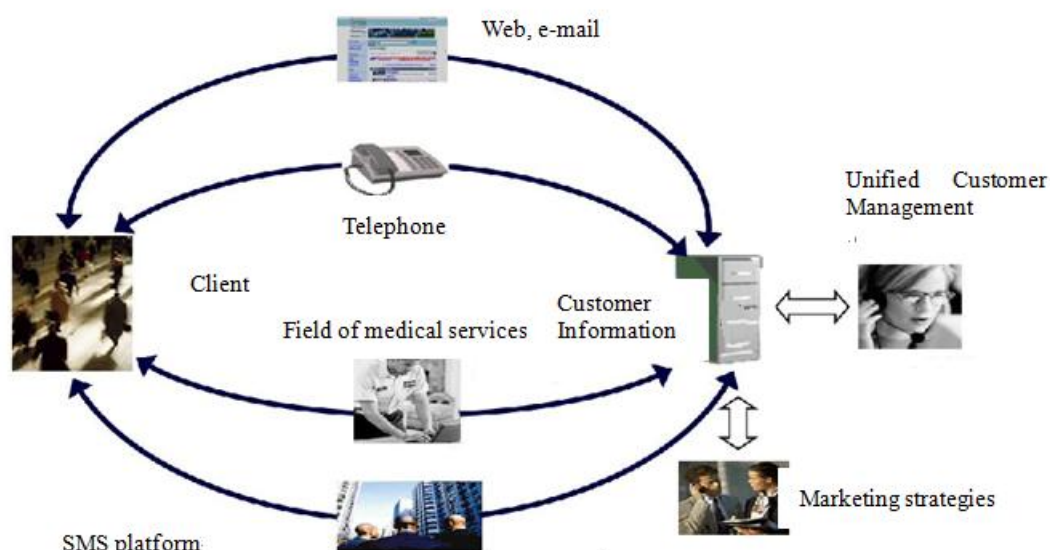 Web, e-mail
Telephone
Unified Customer
Management
Client
Customer
Information
Field of medical services
Marketing strategies
SMS platform